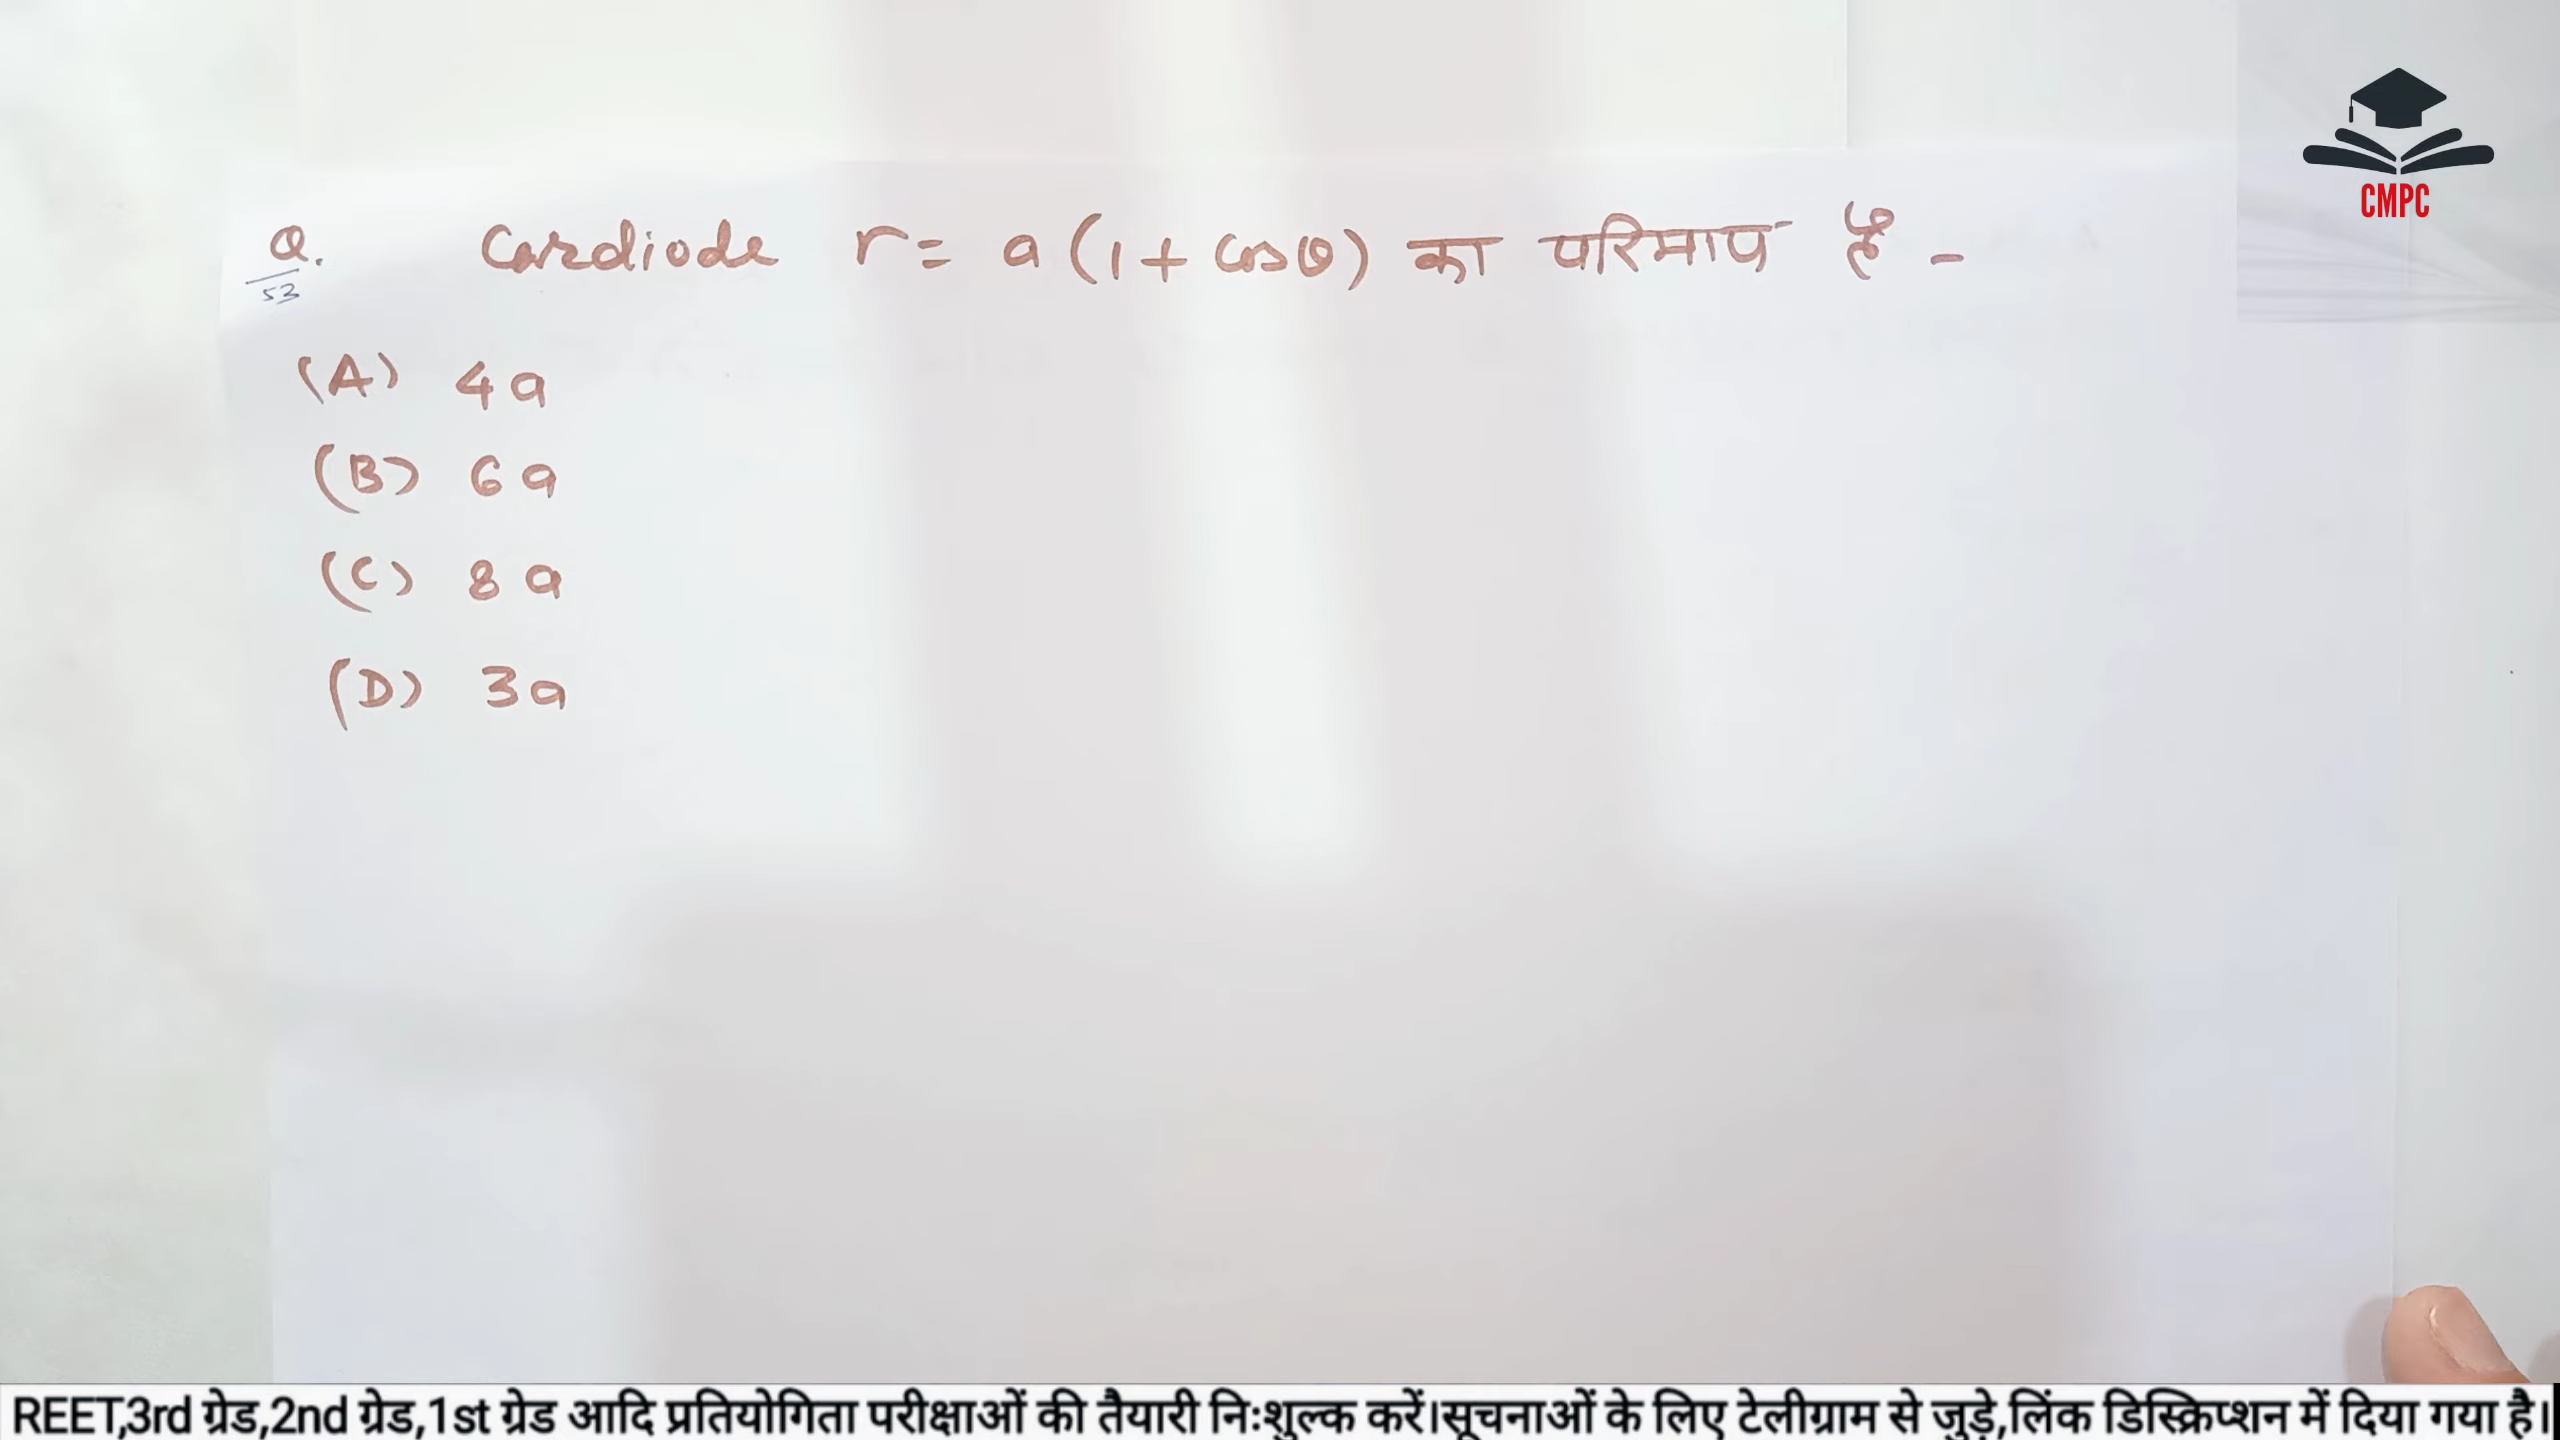 CMPC
Q. Cardiode r = a (1 + cosθ) का परिमाप है -
53
(A) 4a
(B) 6a
(C) 8a
(D) 3a
REET,3rd ग्रेड,2nd ग्रेड,1st ग्रेड आदि प्रतियोगिता परीक्षाओं की तैयारी निःशुल्क करें।सूचनाओं के लिए टेलीग्राम से जुड़े,लिंक डिस्क्रिप्शन में दिया गया है।